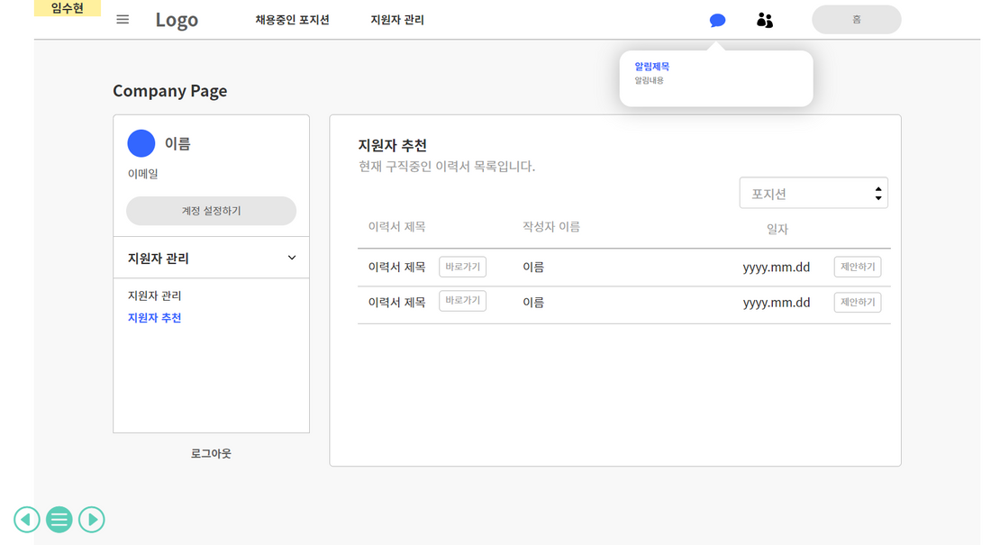 임수현
Logo
채용중인 포지션
지원자 관리
홈
알림제목
알림내용
Company Page
이름
이메일
계정 설정하기
지원자 관리
지원자 관리
지원자 추천
로그아웃
지원자 추천
현재 구직중인 이력서 목록입니다.
포지션
이력서 제목 작성자 이름 일자
이력서 제목 바로가기 이름 yyyy.mm.dd 제안하기
이력서 제목 바로가기 이름 yyyy.mm.dd 제안하기